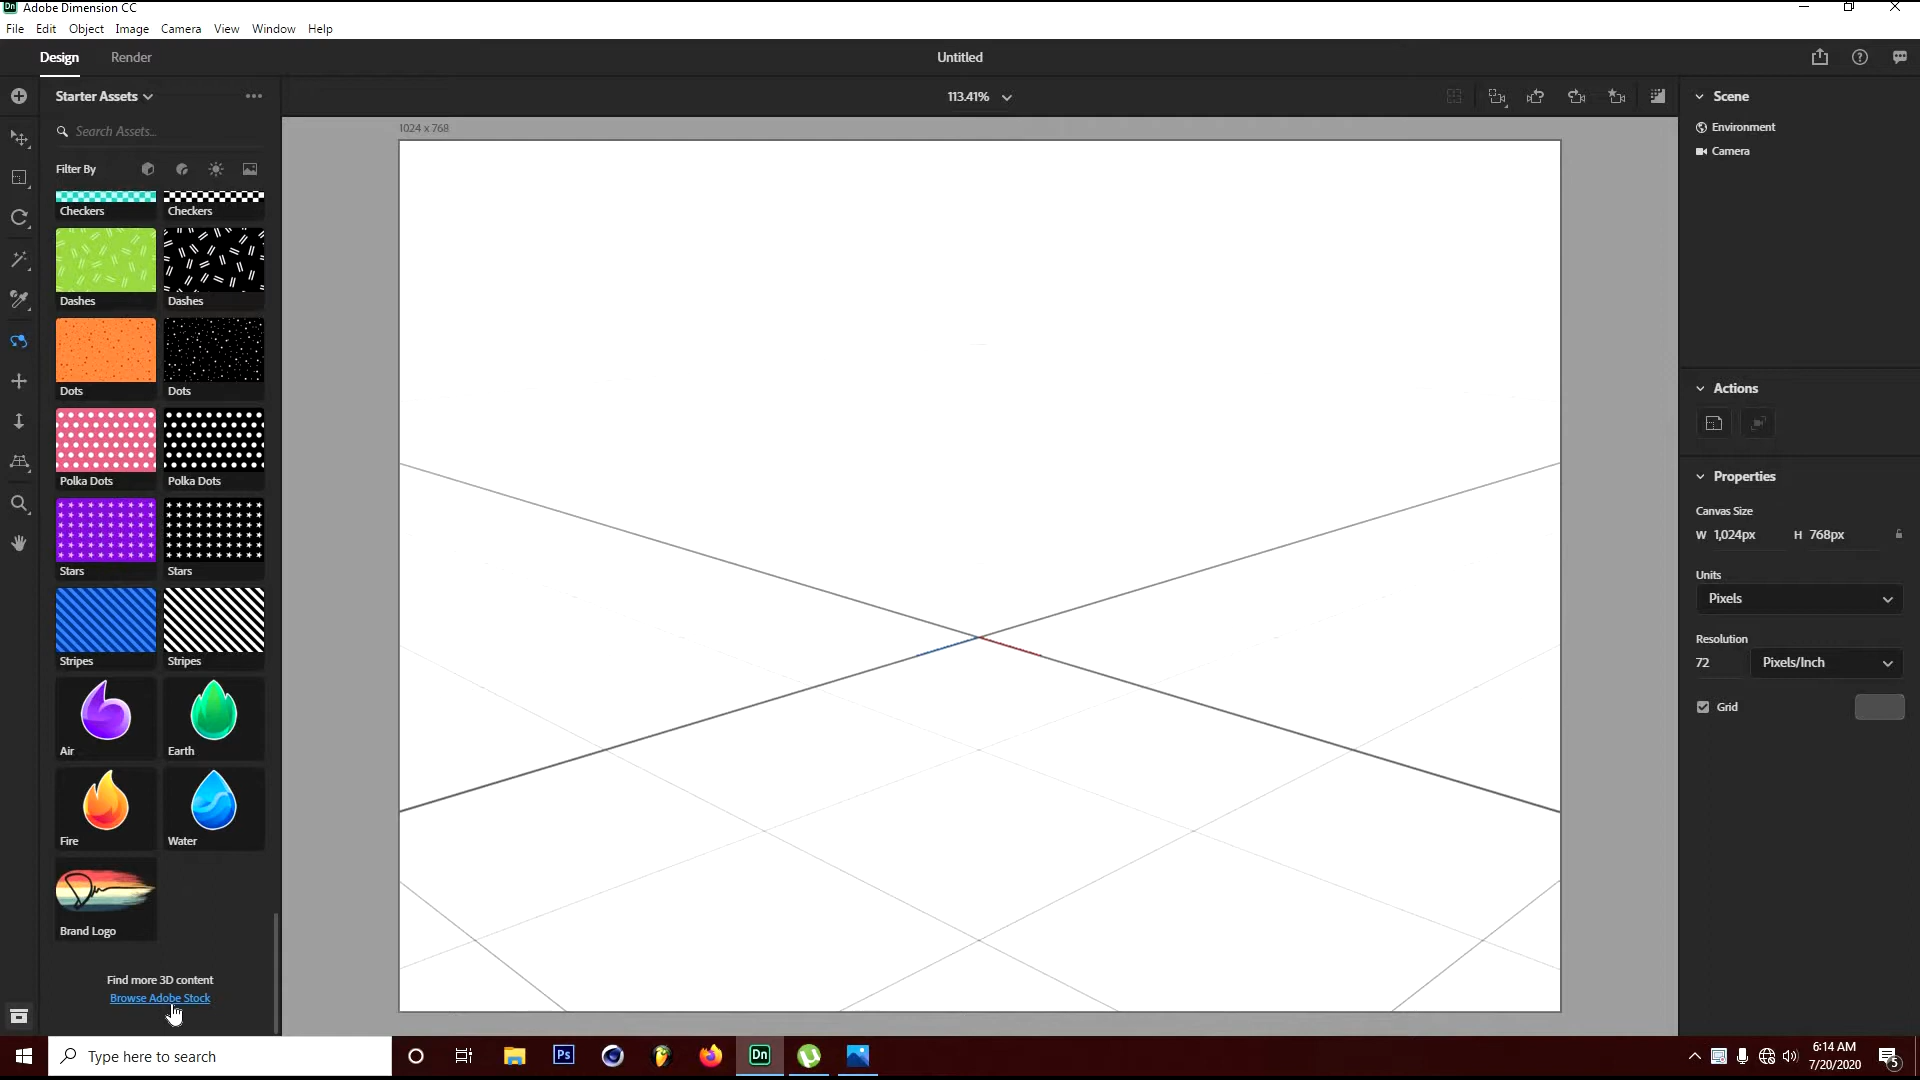 Dn Adobe Dimension CC
File Edit Object Image Camera View Window Help
Design Render Untitled
Starter Assets 113.41%
Search Assets...
Filter By
1024 x 768
Checkers Checkers
Dashes Dashes
Dots Dots
Polka Dots Polka Dots
Stars Stars
Stripes Stripes
Air Earth
Fire Water
Brand Logo
Find more 3D content
Browse Adobe Stock
Scene
Environment
Camera
Actions
Properties
Canvas Size
W 1,024px H 768px
Units
Pixels
Resolution
72 Pixels/Inch
Grid
Type here to search
Ps
Dn
6:14 AM
7/20/2020
5